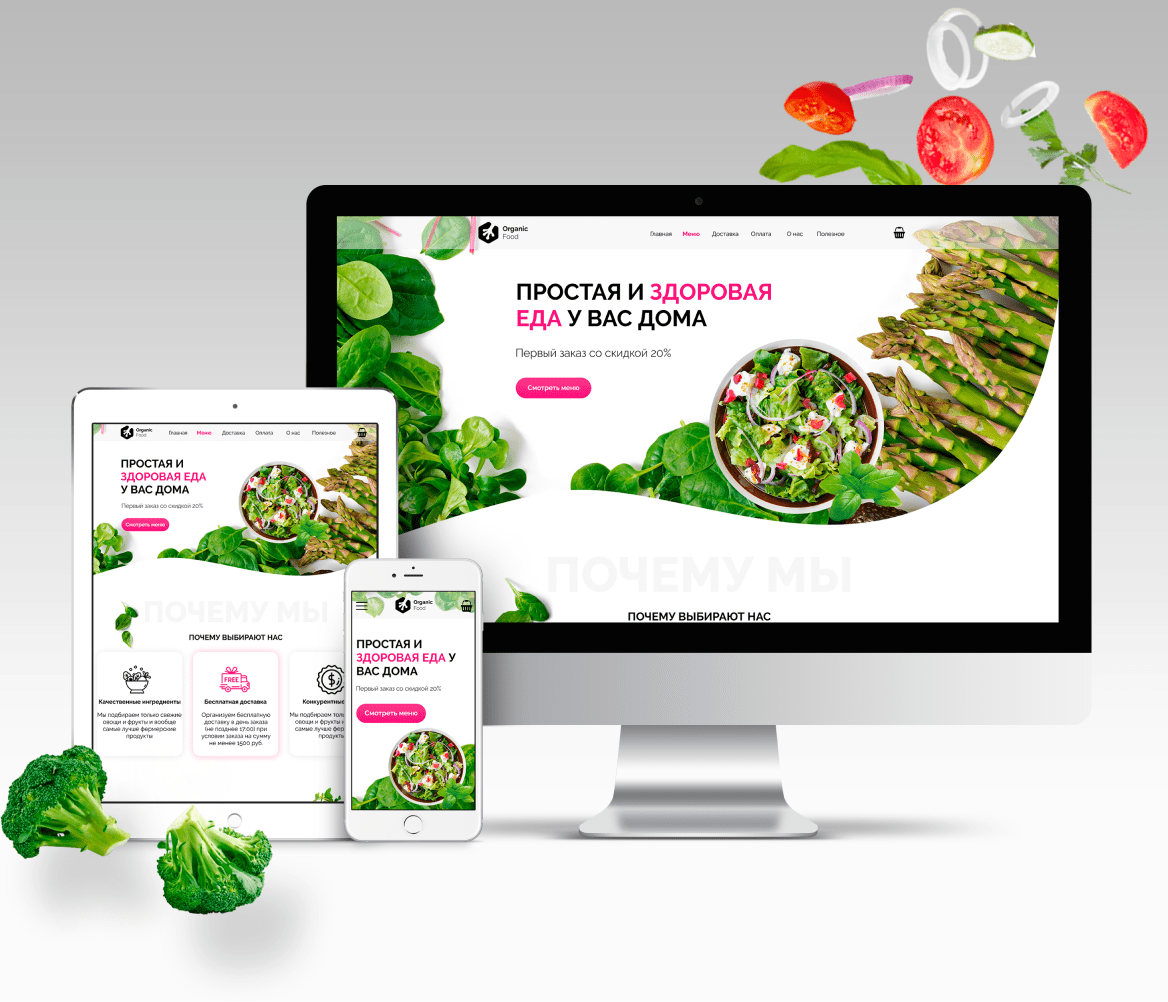 Organic
Food
Главная Меню Доставка Оплата О нас Полезное
ПРОСТАЯ И ЗДОРОВАЯ
ЕДА У ВАС ДОМА
Первый заказ со скидкой 20%
Смотреть меню
ПОЧЕМУ МЫ
ПОЧЕМУ ВЫБИРАЮТ НАС
Organic
Food
Главная Меню Доставка Оплата О нас Полезное
ПРОСТАЯ И
ЗДОРОВАЯ ЕДА
У ВАС ДОМА
Первый заказ со скидкой 20%
Смотреть меню
ПОЧЕМУ МЫ
ПОЧЕМУ ВЫБИРАЮТ НАС
FREE
$
Качественные ингредиенты
Мы подбираем только свежие
овощи и фрукты и вообще
самые лучше фермерские
продукты
Бесплатная доставка
Организуем бесплатную
доставку в день заказа
(не позднее 17.00) при
условии заказа на сумму
не менее 1500 руб.
Конкурентные
Мы подбираем толь
овощи и фрукты и
самые лучше фер
продукть
Organic
Food
ПРОСТАЯ И
ЗДОРОВАЯ ЕДА У
ВАС ДОМА
Первый заказ со скидкой 20%
Смотреть меню